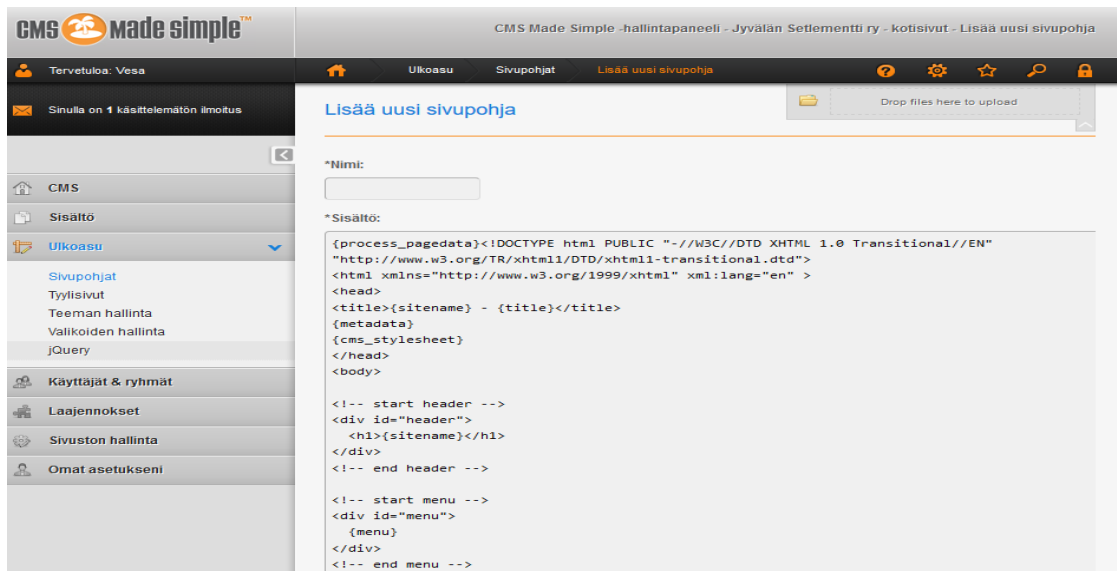 CMS Made Simple™
CMS Made Simple -hallintapaneeli - Jyvälän Setlementti ry - kotisivut - Lisää uusi sivupohja
Tervetuloa: Vesa
Ulkoasu Sivupohjat Lisää uusi sivupohja
Sinulla on 1 käsittelemätön ilmoitus
Lisää uusi sivupohja
Drop files here to upload
CMS
Sisältö
Ulkoasu
Sivupohjat
Tyylisivut
Teeman hallinta
Valikoiden hallinta
jQuery
Käyttäjät & ryhmät
Laajennokset
Sivuston hallinta
Omat asetukseni
*Nimi:
*Sisältö:
{process_pagedata}<!DOCTYPE html PUBLIC "-//W3C//DTD XHTML 1.0 Transitional//EN"
"http://www.w3.org/TR/xhtml1/DTD/xhtml1-transitional.dtd">
<html xmlns="http://www.w3.org/1999/xhtml" xml:lang="en" >
<head>
<title>{sitename} - {title}</title>
{metadata}
{cms_stylesheet}
</head>
<body>
<!-- start header -->
<div id="header">
<h1>{sitename}</h1>
</div>
<!-- end header -->
<!-- start menu -->
<div id="menu">
{menu}
</div>
<!-- end menu -->